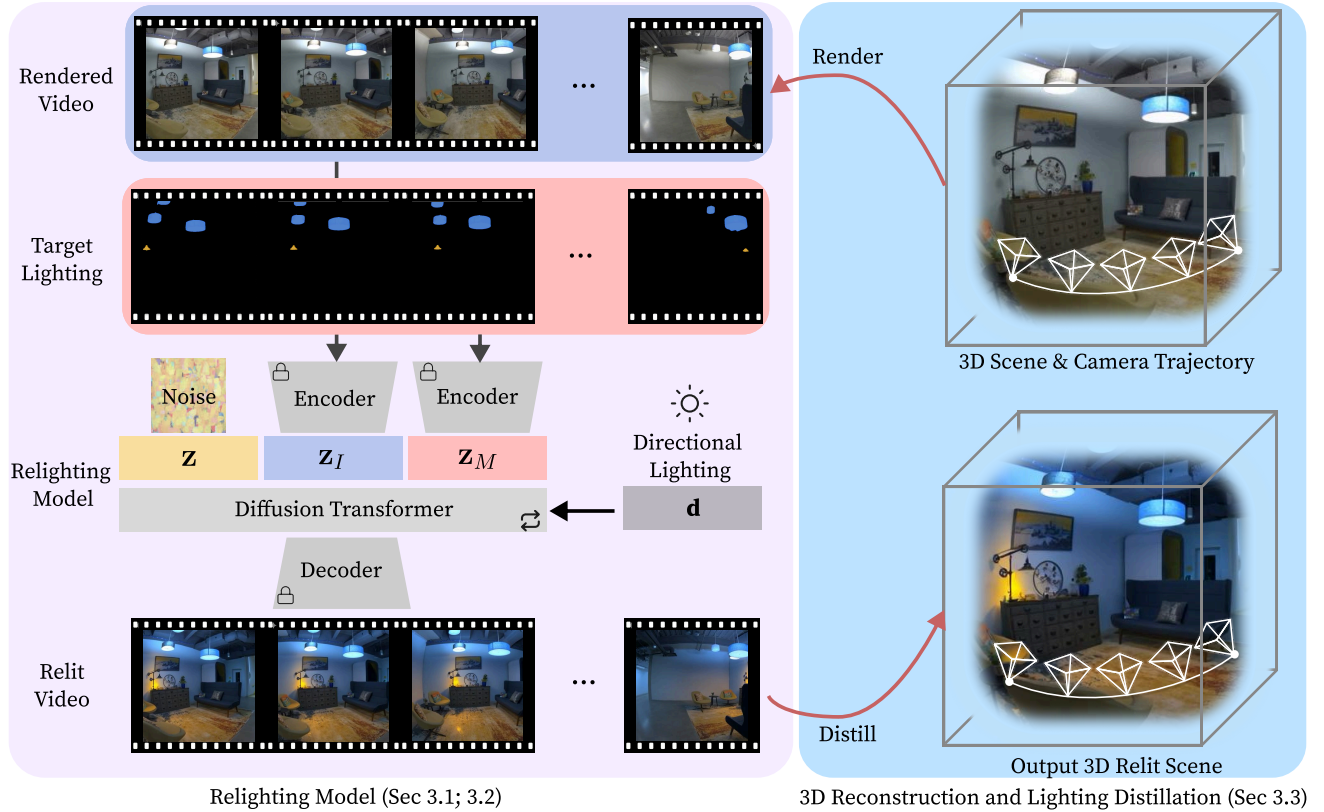 Rendered
Video
...
Render
Target
Lighting
...
3D Scene & Camera Trajectory
Noise
Encoder
Encoder
Directional
Lighting
Relighting
Model
Z
Z_I
Z_M
Diffusion Transformer
d
Decoder
Relit
Video
...
Distill
Output 3D Relit Scene
Relighting Model (Sec 3.1; 3.2)
3D Reconstruction and Lighting Distillation (Sec 3.3)